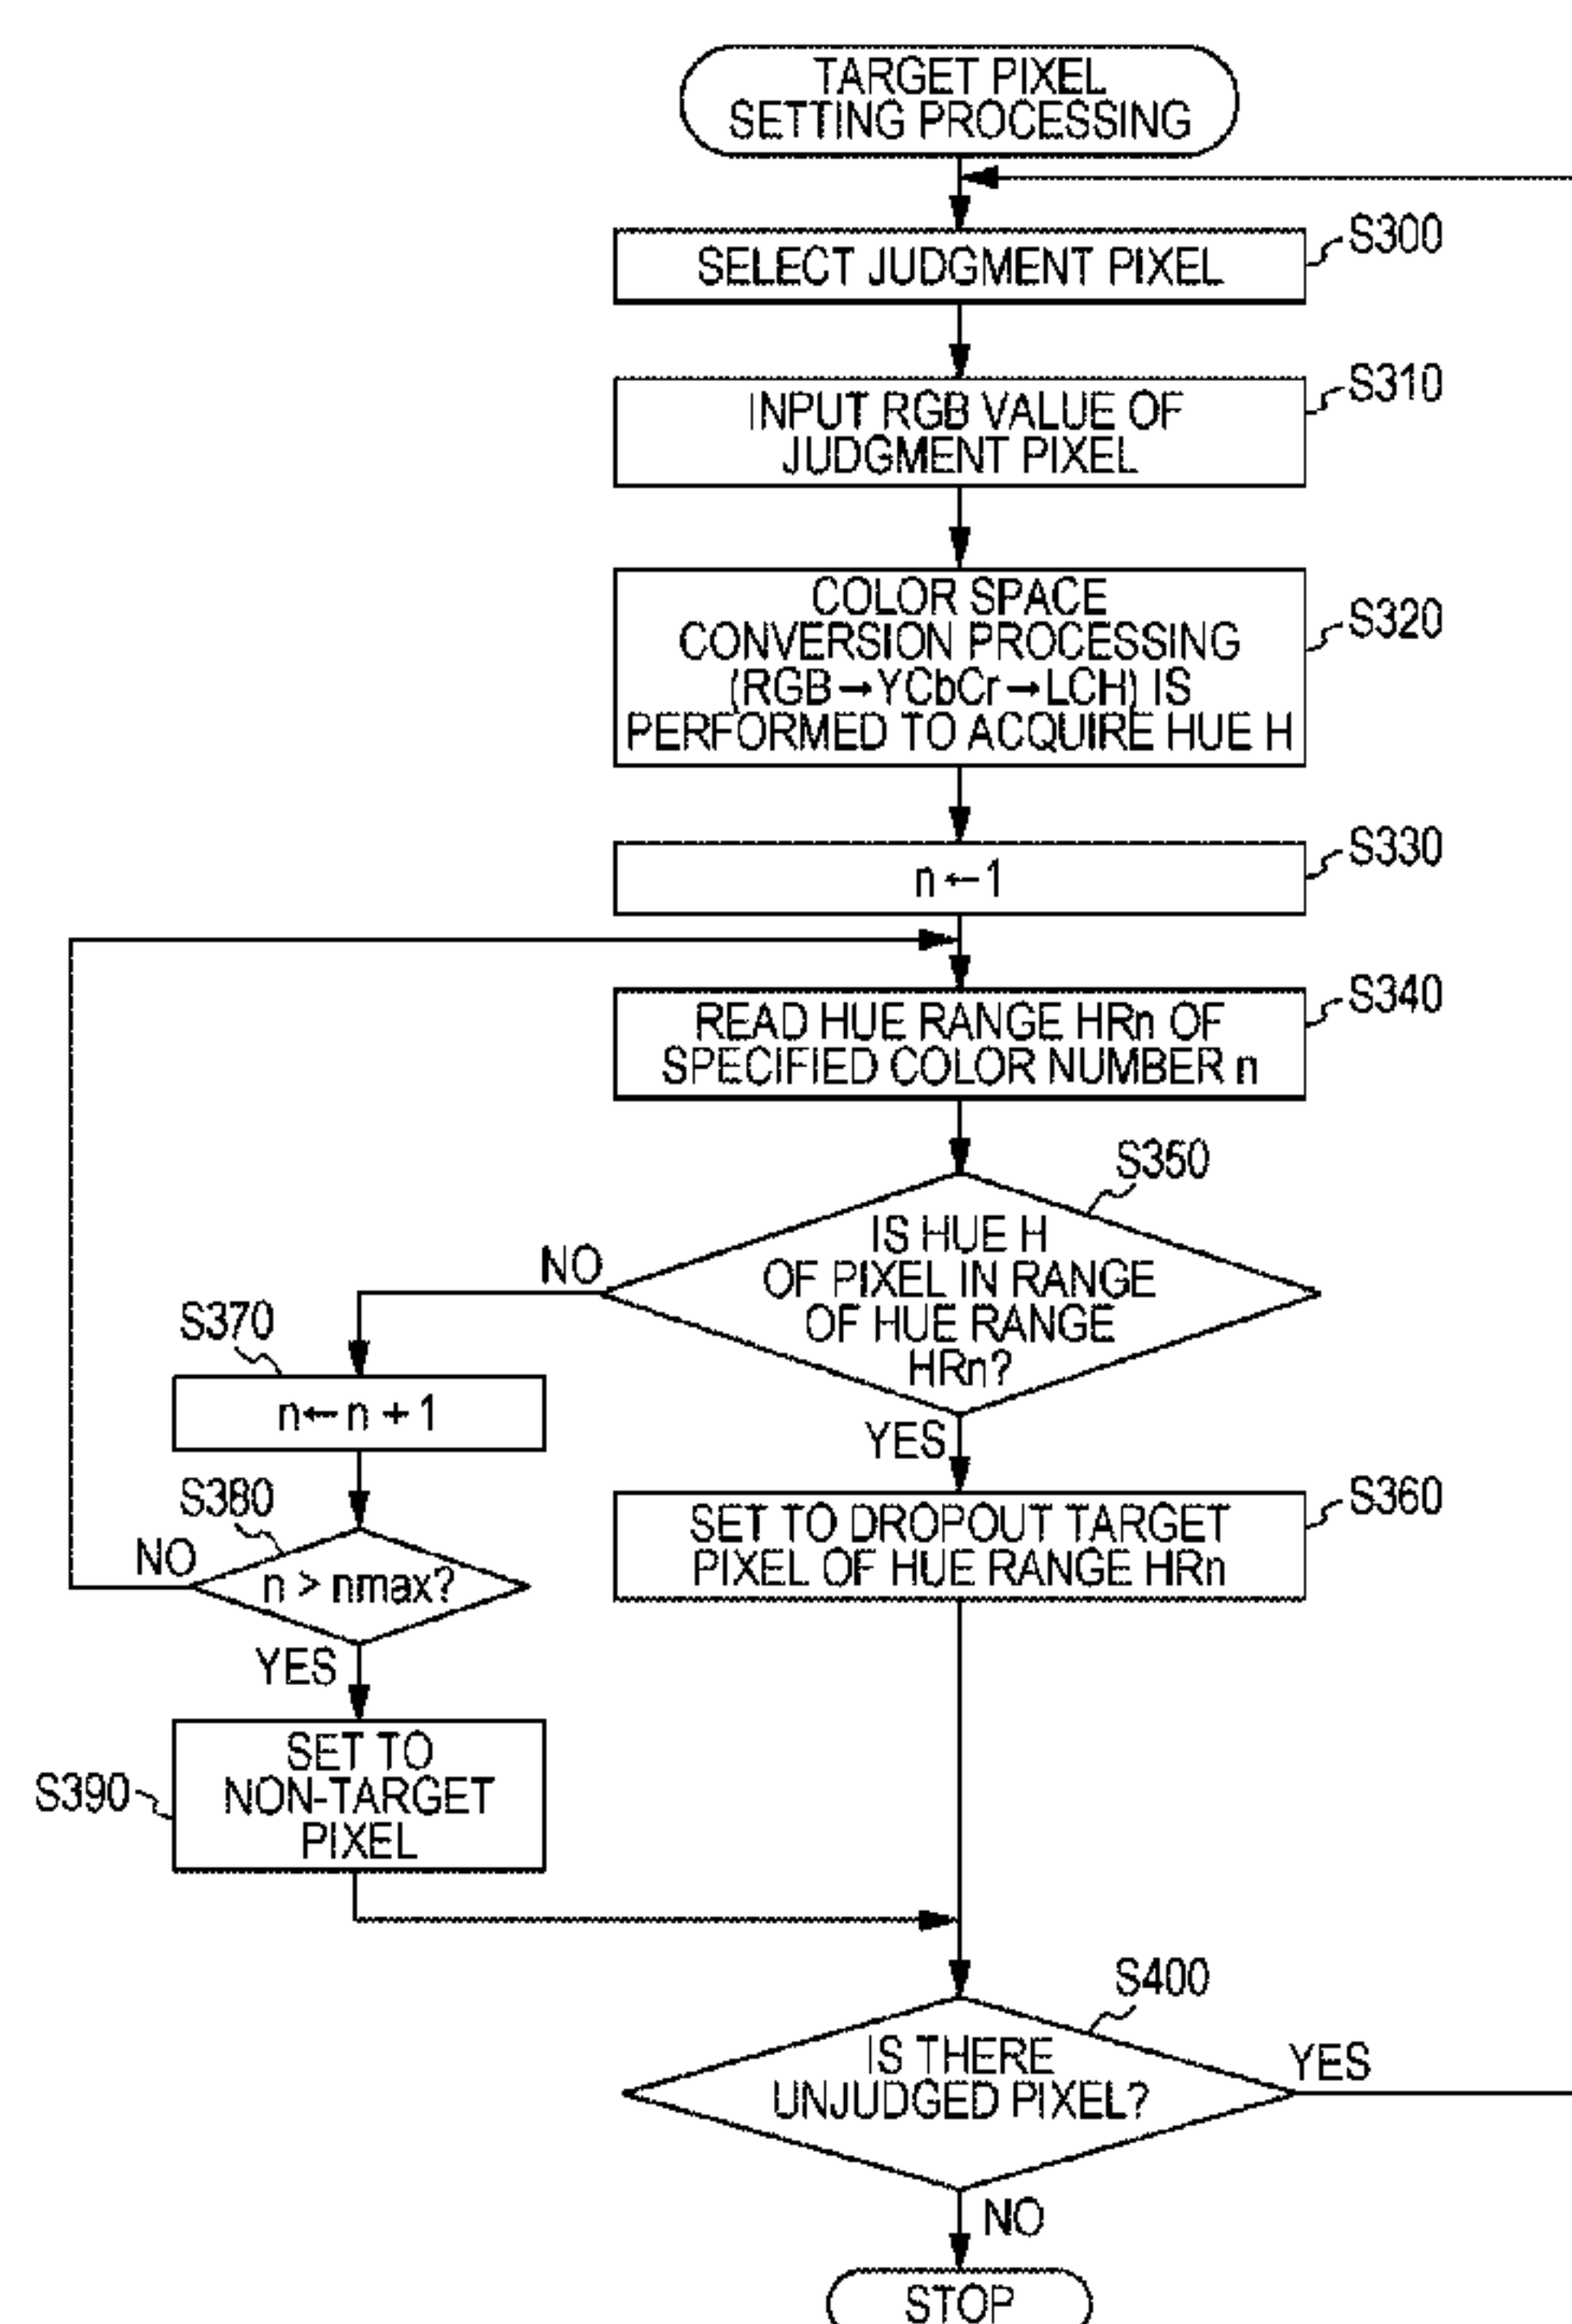 TARGET PIXEL
SETTING PROCESSING
S300
SELECT JUDGMENT PIXEL
S310
INPUT RGB VALUE OF
JUDGMENT PIXEL
S320
COLOR SPACE
CONVERSION PROCESSING
(RGB→YCbCr→LCH) IS
PERFORMED TO ACQUIRE HUE H
S330
n←1
S340
READ HUE RANGE HRn OF
SPECIFIED COLOR NUMBER n
S350
IS HUE H
OF PIXEL IN RANGE
OF HUE RANGE
HRn?
NO
YES
S370
n←n + 1
S380
n > nmax?
NO
YES
S360
SET TO DROPOUT TARGET
PIXEL OF HUE RANGE HRn
S390
SET TO
NON-TARGET
PIXEL
S400
IS THERE
UNJUDGED PIXEL?
YES
NO
STOP